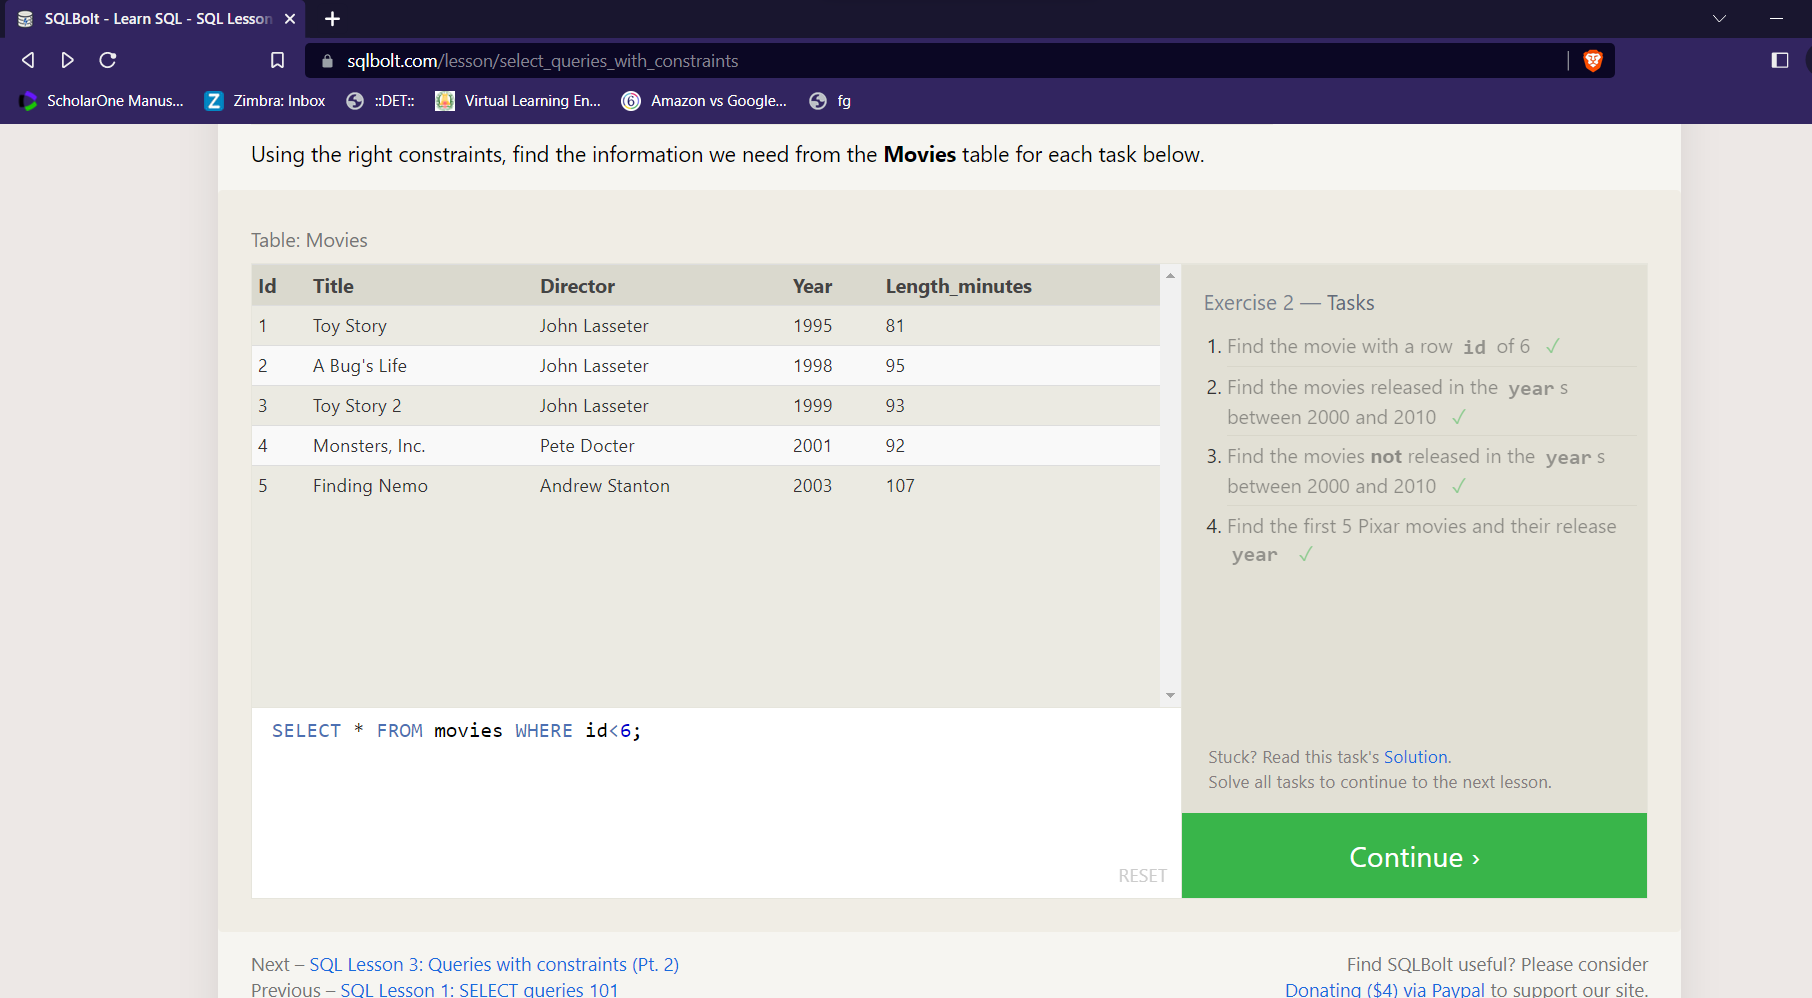 SQLBolt - Learn SQL - SQL Lesson
sqlbolt.com/lesson/select_queries_with_constraints
ScholarOne Manus... Zimbra: Inbox ::DET:: Virtual Learning En... Amazon vs Google... fg
Using the right constraints, find the information we need from the Movies table for each task below.
Table: Movies
Id Title Director Year Length_minutes
1 Toy Story John Lasseter 1995 81
2 A Bug's Life John Lasseter 1998 95
3 Toy Story 2 John Lasseter 1999 93
4 Monsters, Inc. Pete Docter 2001 92
5 Finding Nemo Andrew Stanton 2003 107
SELECT * FROM movies WHERE id<6;
RESET
Exercise 2 — Tasks
1. Find the movie with a row id of 6 ✓
2. Find the movies released in the year s
between 2000 and 2010 ✓
3. Find the movies not released in the year s
between 2000 and 2010 ✓
4. Find the first 5 Pixar movies and their release
year ✓
Stuck? Read this task's Solution.
Solve all tasks to continue to the next lesson.
Continue ›
Next – SQL Lesson 3: Queries with constraints (Pt. 2)
Previous – SQL Lesson 1: SELECT queries 101
Find SQLBolt useful? Please consider
Donating ($4) via Paypal to support our site.